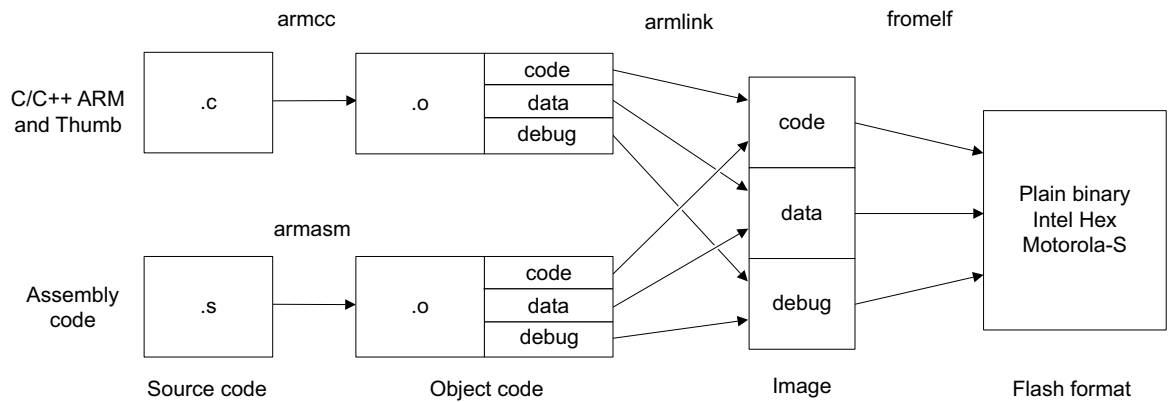 armcc
armlink
fromelf
C/C++ ARM
and Thumb
.c
.o
code
data
debug
code
data
debug
Plain binary
Intel Hex
Motorola-S
armasm
Assembly
code
.s
.o
code
data
debug
Source code
Object code
Image
Flash format